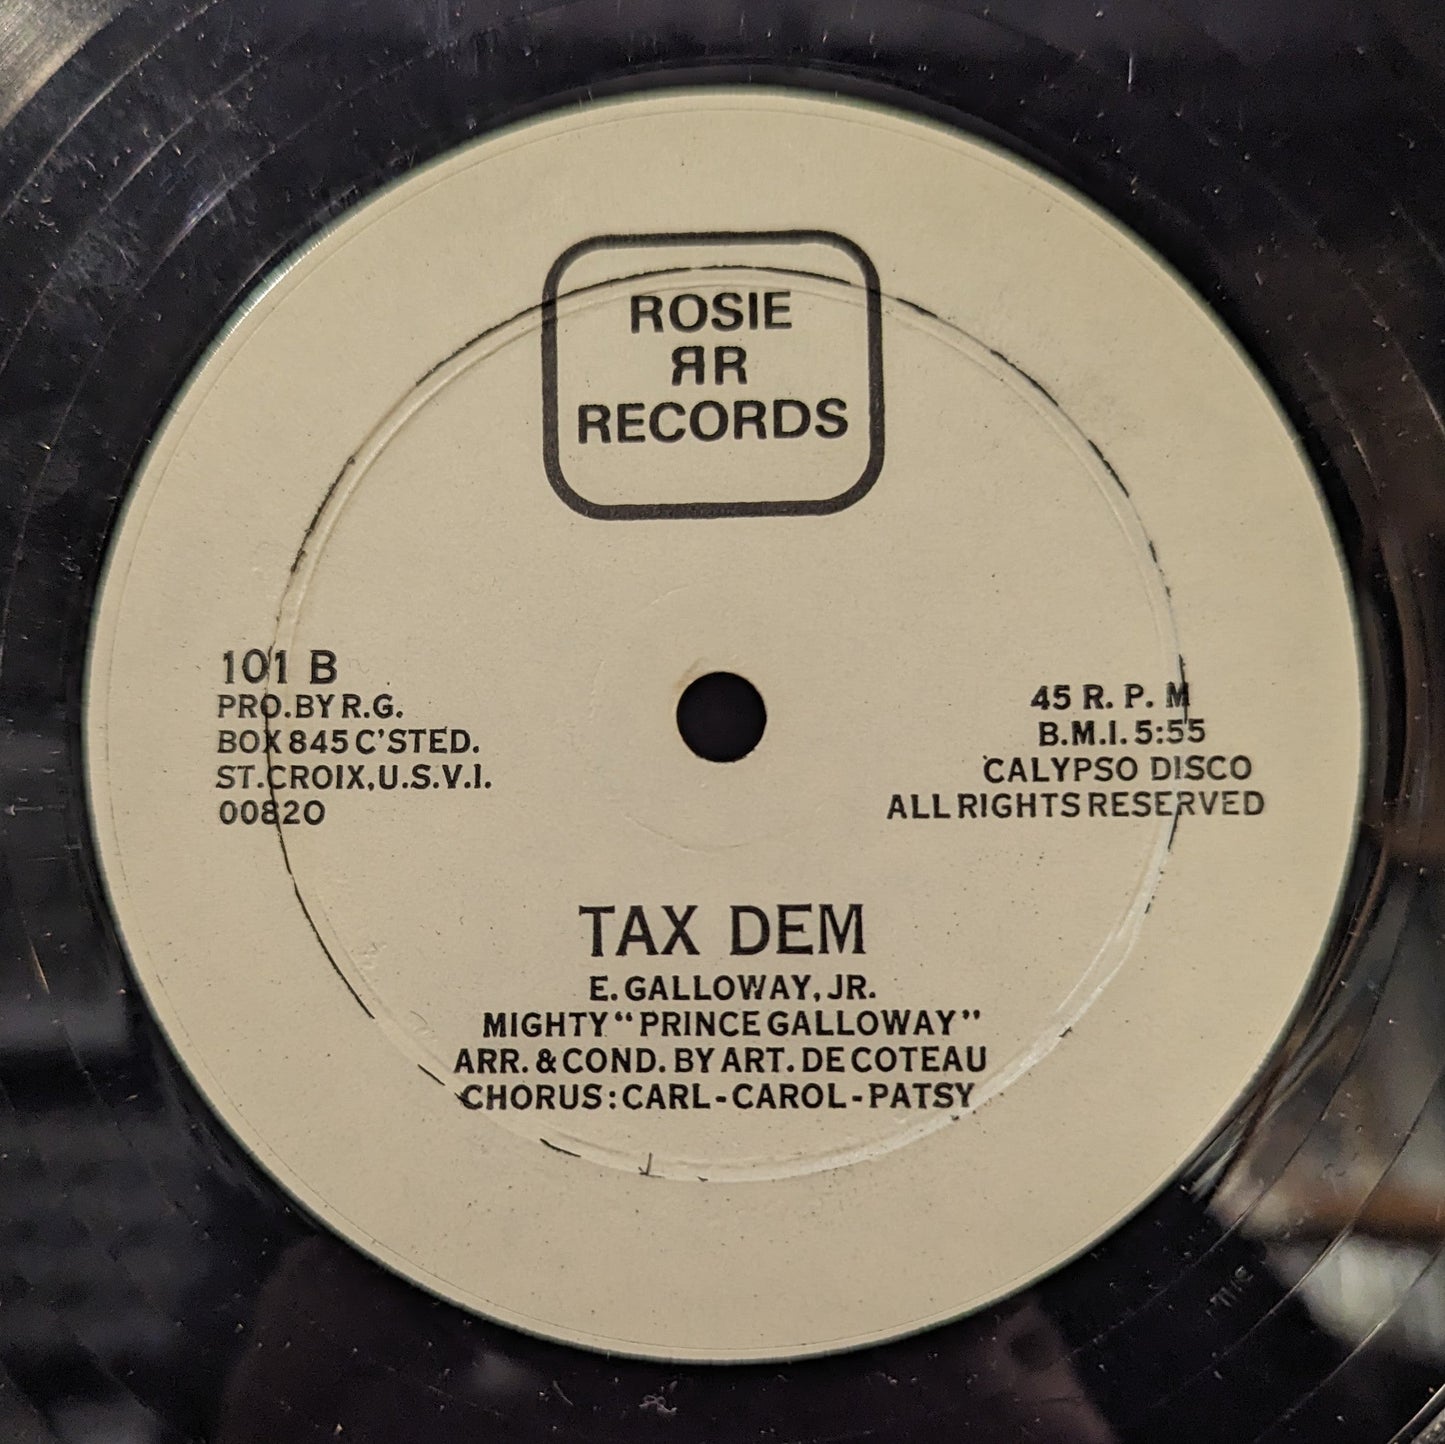 ROSIE
ЯR
RECORDS
101 B
PRO.BY R.G.
BOX 845 C'STED.
ST.CROIX,U.S.V.I.
00820
45 R. P. M
B.M.I. 5:55
CALYPSO DISCO
ALL RIGHTS RESERVED
TAX DEM
E. GALLOWAY, JR.
MIGHTY "PRINCE GALLOWAY"
ARR. & COND. BY ART. DE COTEAU
CHORUS: CARL-CAROL-PATSY